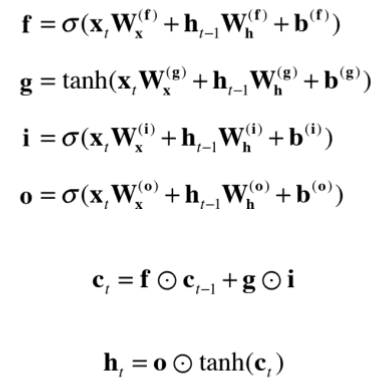 f = σ(x_t W_x^(f) + h_{t-1} W_h^(f) + b^(f))
g = tanh(x_t W_x^(g) + h_{t-1} W_h^(g) + b^(g))
i = σ(x_t W_x^(i) + h_{t-1} W_h^(i) + b^(i))
o = σ(x_t W_x^(o) + h_{t-1} W_h^(o) + b^(o))
c_t = f ⊙ c_{t-1} + g ⊙ i
h_t = o ⊙ tanh(c_t)